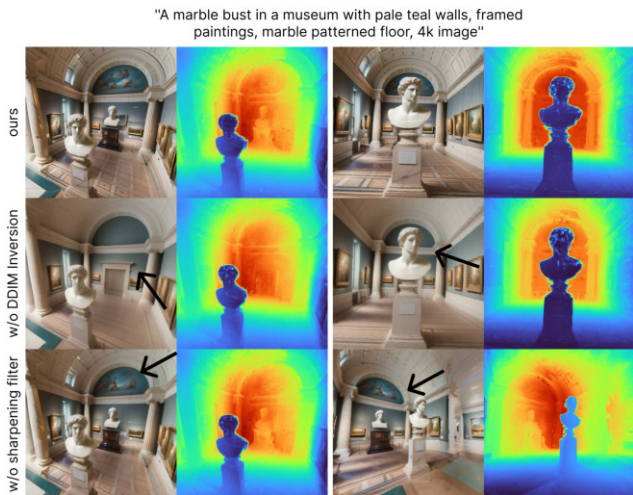 "A marble bust in a museum with pale teal walls, framed
paintings, marble patterned floor, 4k image"
ours
w/o DDIM Inversion
w/o sharpening filter